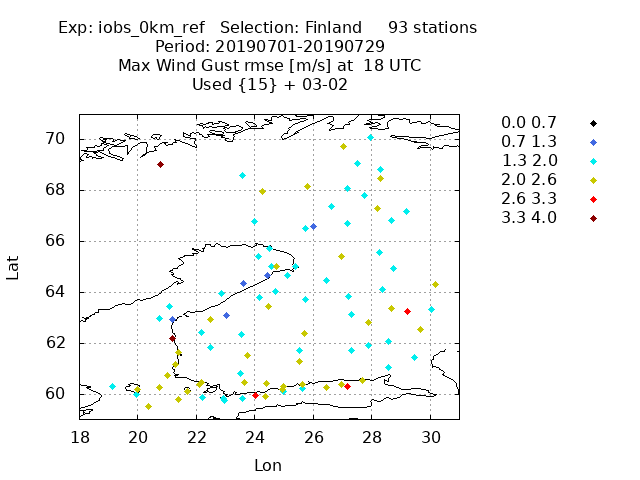 Exp: iobs_0km_ref   Selection: Finland     93 stations
Period: 20190701-20190729
Max Wind Gust rmse [m/s] at  18 UTC
Used {15} + 03-02
0.0 0.7
0.7 1.3
1.3 2.0
2.0 2.6
2.6 3.3
3.3 4.0
70
68
66
64
62
60
Lat
18 20 22 24 26 28 30
Lon